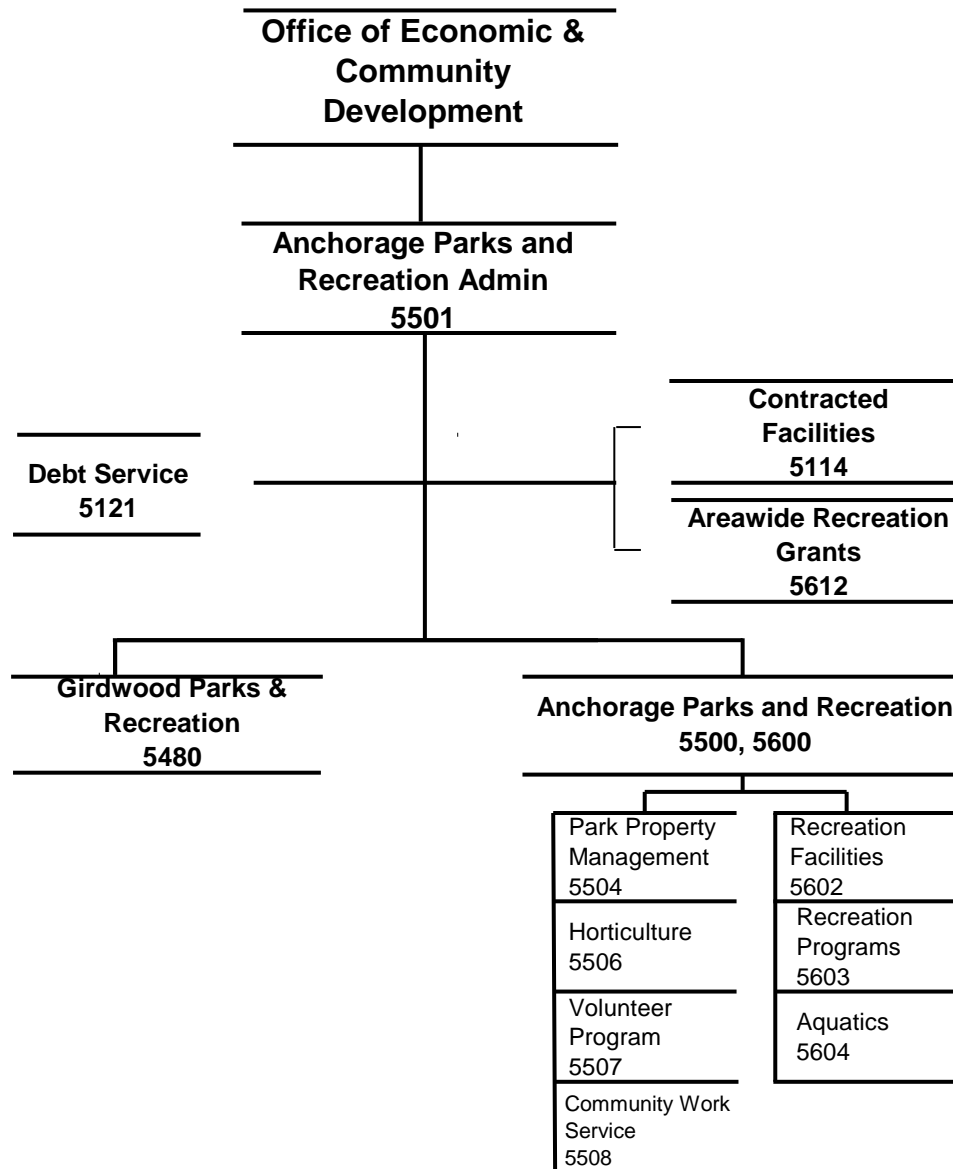 Office of Economic &
Community
Development
Anchorage Parks and
Recreation Admin
5501
Contracted
Facilities
5114
Debt Service
5121
Areawide Recreation
Grants
5612
Girdwood Parks &
Recreation
5480
Anchorage Parks and Recreation
5500, 5600
Park Property
Management
5504
Horticulture
5506
Volunteer
Program
5507
Community Work
Service
5508
Recreation
Facilities
5602
Recreation
Programs
5603
Aquatics
5604